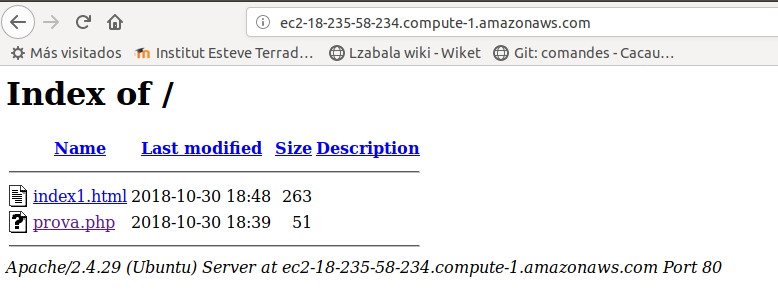 ec2-18-235-58-234.compute-1.amazonaws.com
Más visitados Institut Esteve Terrad... Lzabala wiki - Wiket Git: comandes - Cacau...
Index of /
Name Last modified Size Description
index1.html 2018-10-30 18:48 263
prova.php 2018-10-30 18:39 51
Apache/2.4.29 (Ubuntu) Server at ec2-18-235-58-234.compute-1.amazonaws.com Port 80